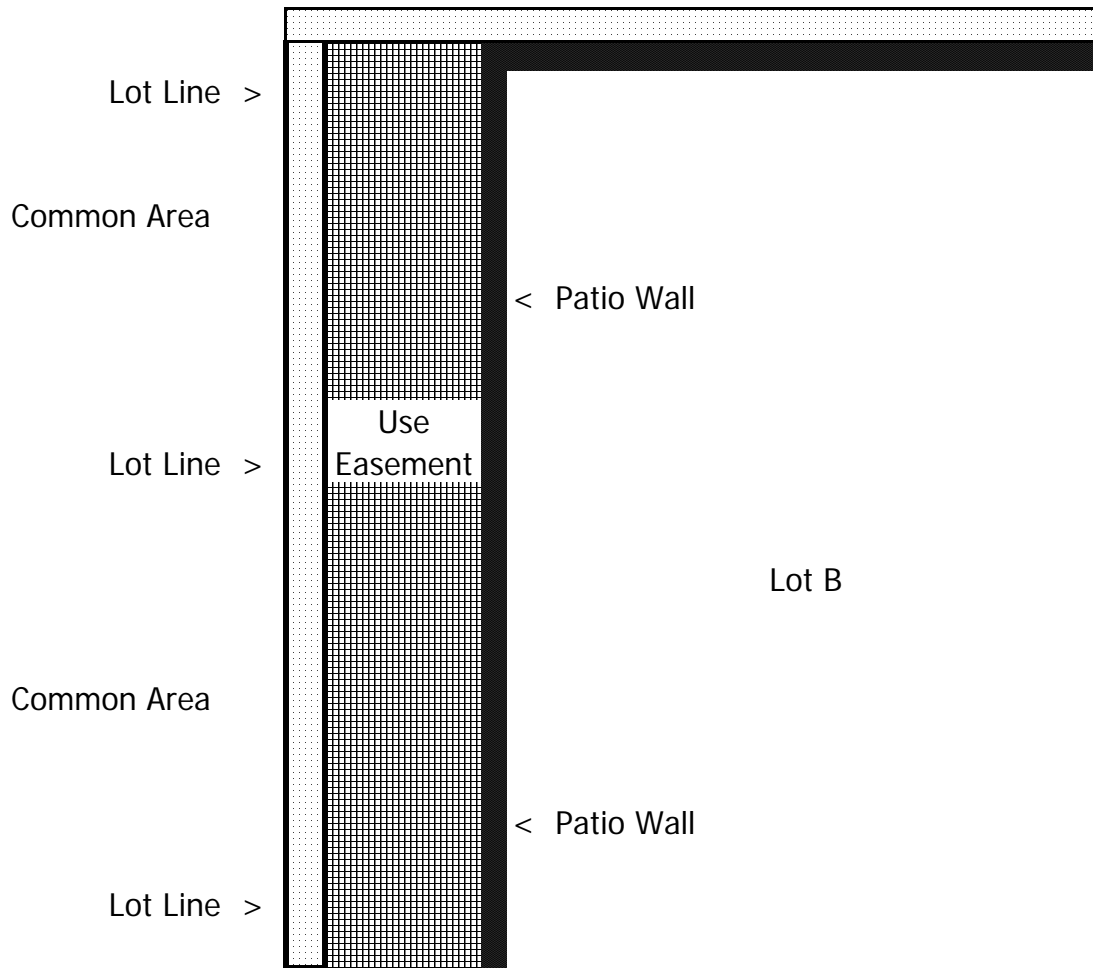 Lot Line >
Common Area
< Patio Wall
Use
Easement
Lot Line >
Lot B
Common Area
< Patio Wall
Lot Line >